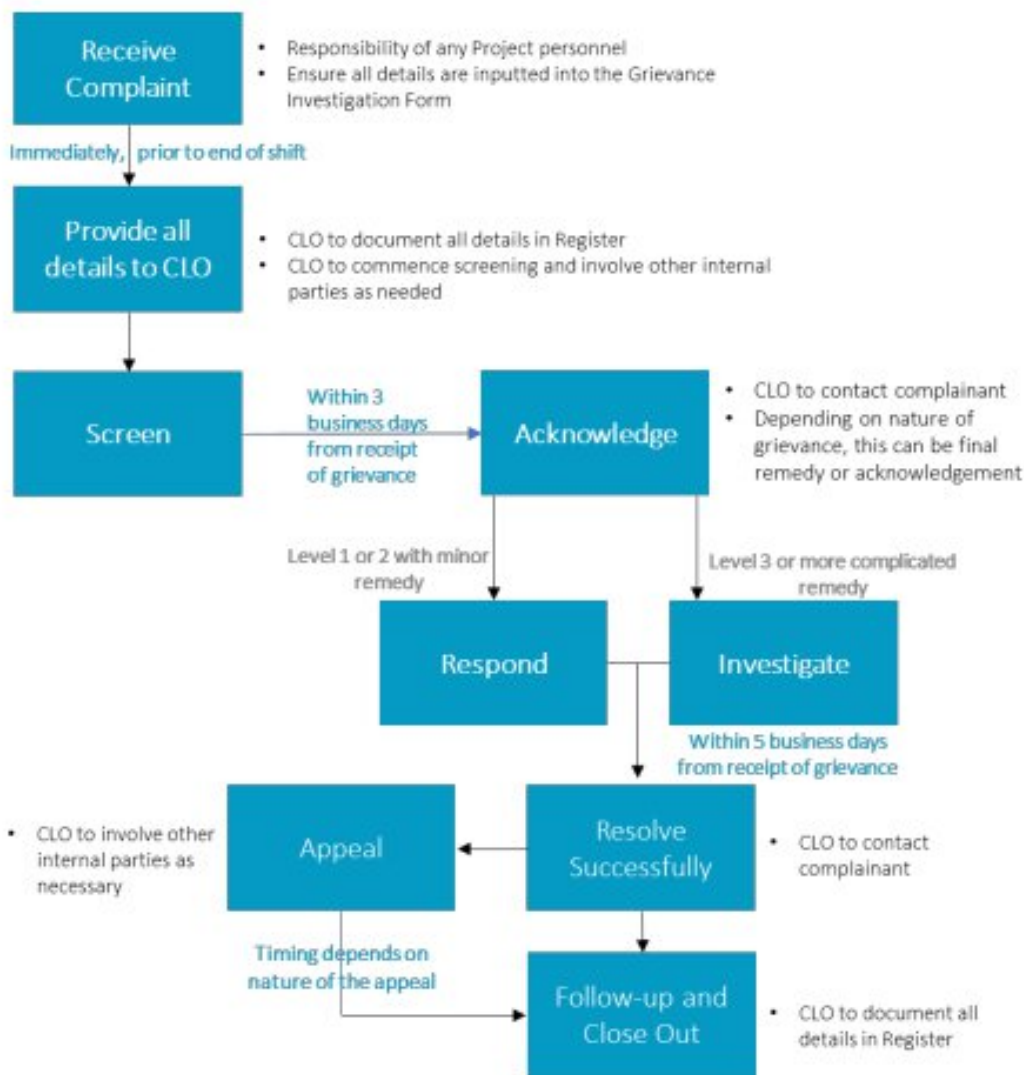 Receive
Complaint
• Responsibility of any Project personnel
• Ensure all details are inputted into the Grievance
Investigation Form
Immediately, prior to end of shift
Provide all
details to CLO
• CLO to document all details in Register
• CLO to commence screening and involve other internal
parties as needed
Screen
Within 3
business days
from receipt
of grievance
Acknowledge
• CLO to contact complainant
• Depending on nature of
grievance, this can be final
remedy or acknowledgement
Level 1 or 2 with minor
remedy
Level 3 or more complicated
remedy
Respond
Investigate
Within 5 business days
from receipt of grievance
• CLO to involve other
internal parties as
necessary
Appeal
Resolve
Successfully
• CLO to contact
complainant
Timing depends on
nature of the appeal
Follow-up and
Close Out
• CLO to document all
details in Register